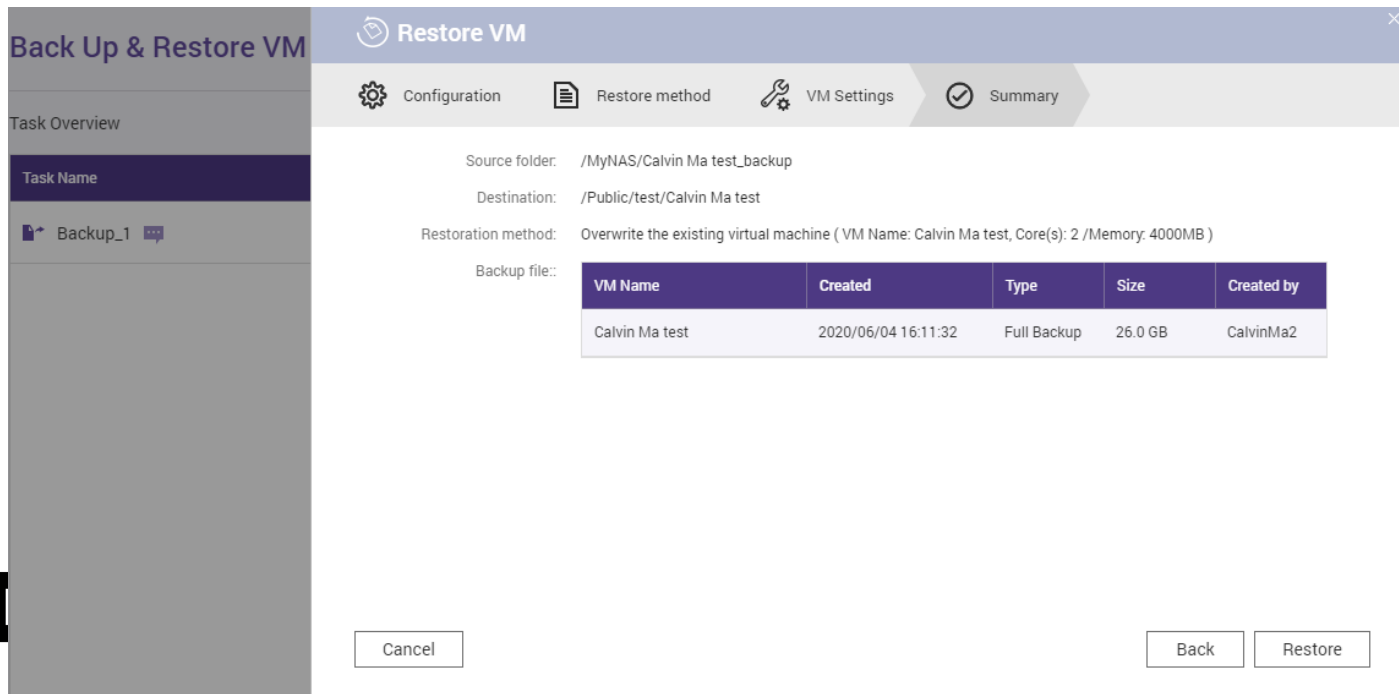 Back Up & Restore VM
Task Overview
Task Name
Backup_1
Restore VM
Configuration Restore method VM Settings Summary
Source folder: /MyNAS/Calvin Ma test_backup
Destination: /Public/test/Calvin Ma test
Restoration method: Overwrite the existing virtual machine ( VM Name: Calvin Ma test, Core(s): 2 /Memory: 4000MB )
Backup file::
VM Name Created Type Size Created by
Calvin Ma test 2020/06/04 16:11:32 Full Backup 26.0 GB CalvinMa2
Cancel Back Restore